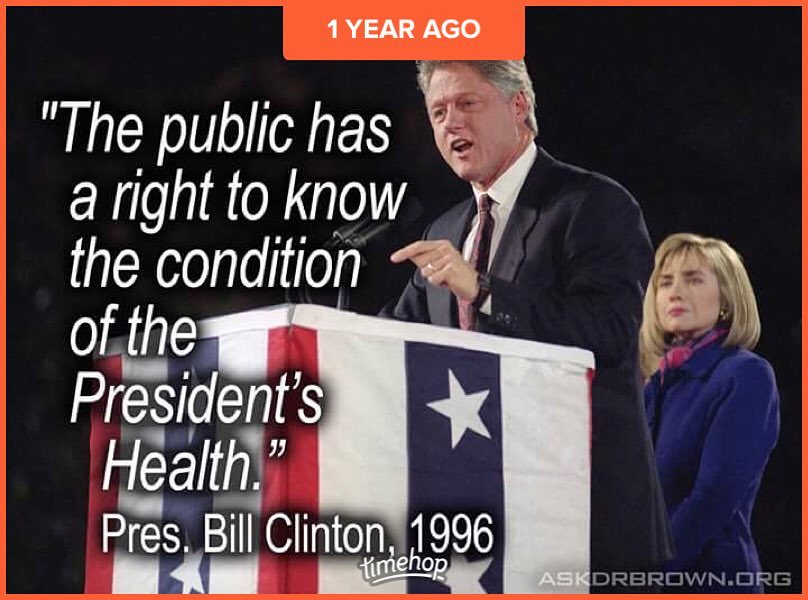 1 YEAR AGO
"The public has
a right to know
the condition
of the
President’s
Health.”
Pres. Bill Clinton, 1996
timehop
ASKDRBROWN.ORG